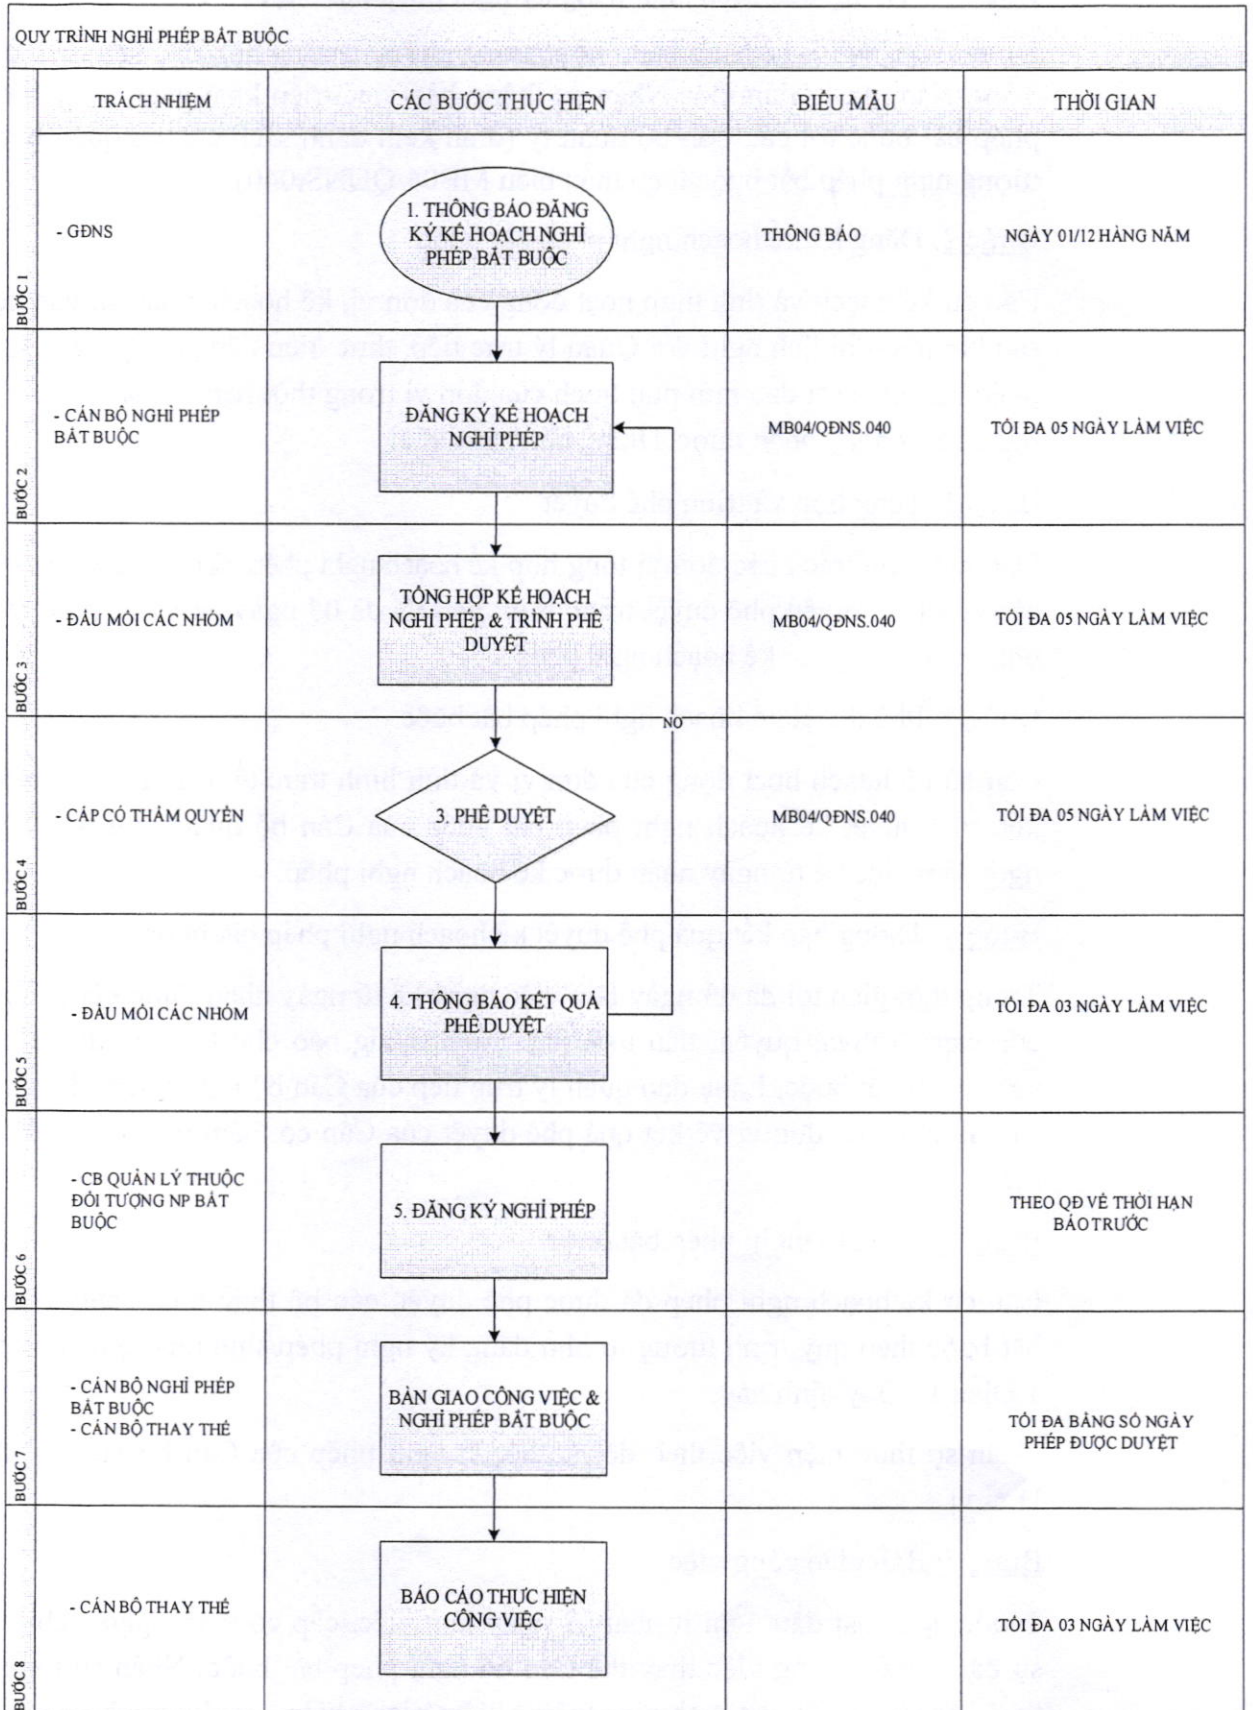 QUY TRÌNH NGHỈ PHÉP BẮT BUỘC
TRÁCH NHIỆM
CÁC BƯỚC THỰC HIỆN
BIỂU MẪU
THỜI GIAN
BƯỚC 1
- GĐNS
1. THÔNG BÁO ĐĂNG
KÝ KẾ HOẠCH NGHỈ
PHÉP BẮT BUỘC
THÔNG BÁO
NGÀY 01/12 HÀNG NĂM
BƯỚC 2
- CÁN BỘ NGHỈ PHÉP
BẮT BUỘC
ĐĂNG KÝ KẾ HOẠCH
NGHỈ PHÉP
MB04/QĐNS.040
TỐI ĐA 05 NGÀY LÀM VIỆC
BƯỚC 3
- ĐẦU MỐI CÁC NHÓM
TỔNG HỢP KẾ HOẠCH
NGHỈ PHÉP & TRÌNH PHÊ
DUYỆT
MB04/QĐNS.040
TỐI ĐA 05 NGÀY LÀM VIỆC
NO
BƯỚC 4
- CẤP CÓ THẨM QUYỀN
3. PHÊ DUYỆT
MB04/QĐNS.040
TỐI ĐA 05 NGÀY LÀM VIỆC
BƯỚC 5
- ĐẦU MỐI CÁC NHÓM
4. THÔNG BÁO KẾT QUẢ
PHÊ DUYỆT
TỐI ĐA 03 NGÀY LÀM VIỆC
BƯỚC 6
- CB QUẢN LÝ THUỘC
ĐỐI TƯỢNG NP BẮT
BUỘC
5. ĐĂNG KÝ NGHỈ PHÉP
THEO QĐ VỀ THỜI HẠN
BÁO TRƯỚC
BƯỚC 7
- CÁN BỘ NGHỈ PHÉP
BẮT BUỘC
- CÁN BỘ THAY THẾ
BÀN GIAO CÔNG VIỆC &
NGHỈ PHÉP BẮT BUỘC
TỐI ĐA BẰNG SỐ NGÀY
PHÉP ĐƯỢC DUYỆT
BƯỚC 8
- CÁN BỘ THAY THẾ
BÁO CÁO THỰC HIỆN
CÔNG VIỆC
TỐI ĐA 03 NGÀY LÀM VIỆC